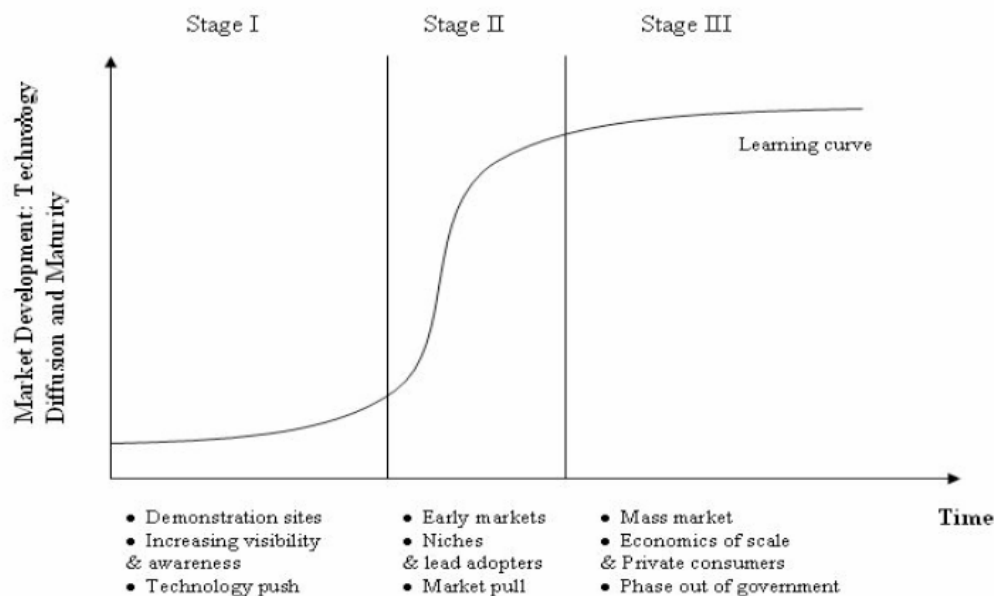 Stage I
Stage II
Stage III
Market Development: Technology
Diffusion and Maturity
Learning curve
Time
● Demonstration sites
● Increasing visibility
& awareness
● Technology push
● Early markets
● Niches
& lead adopters
● Market pull
● Mass market
● Economics of scale
& Private consumers
● Phase out of government